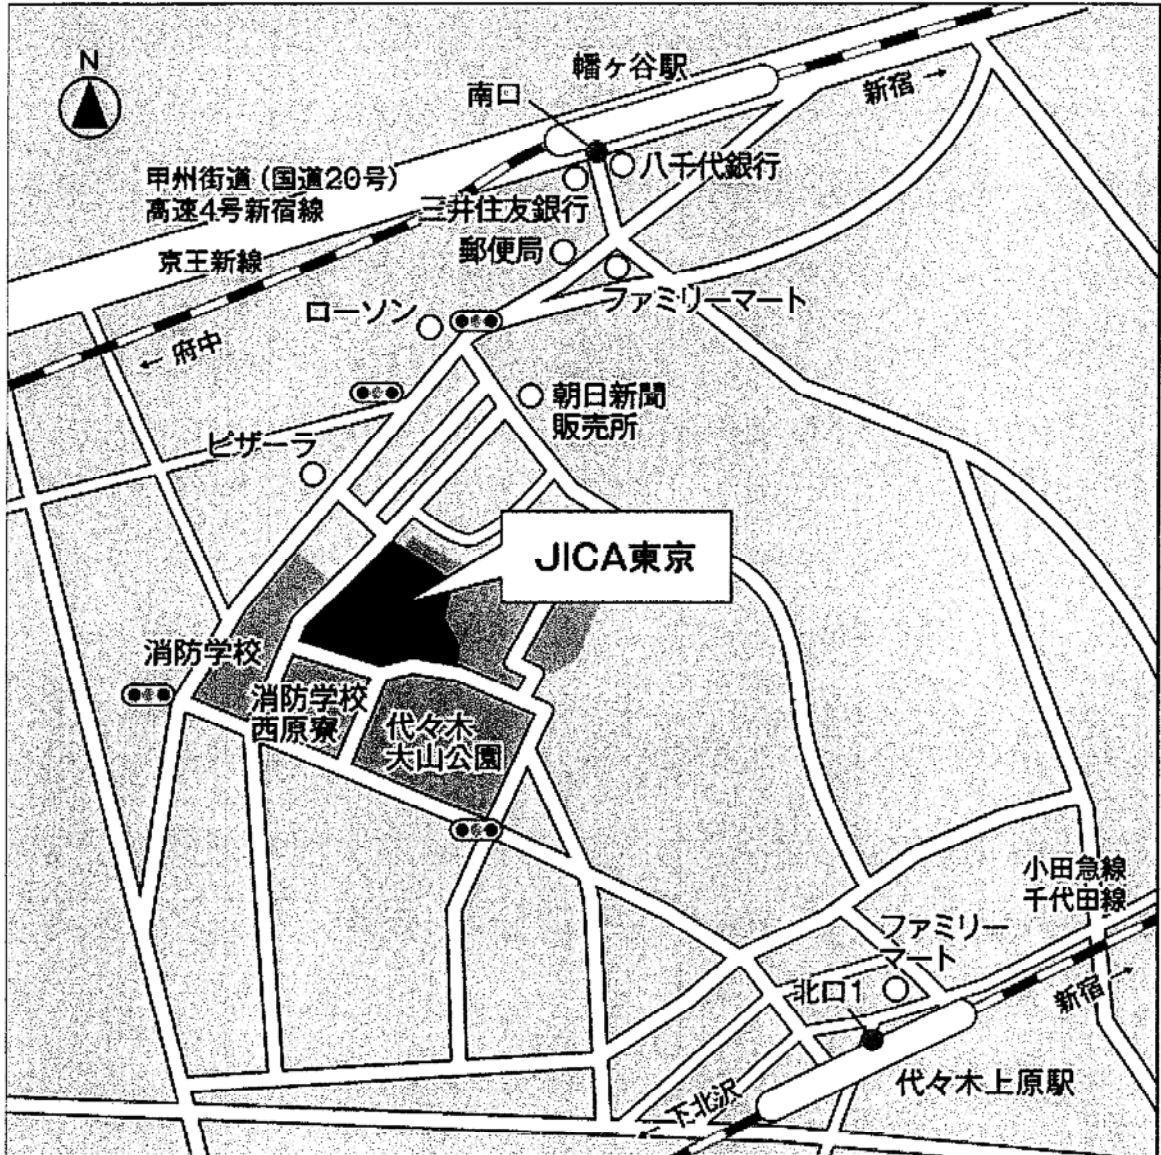 N
幡ヶ谷駅
南口
新宿 →
八千代銀行
甲州街道（国道20号）
高速4号新宿線
三井住友銀行
郵便局
京王新線
ファミリーマート
ローソン
← 府中
朝日新聞
販売所
ピザーラ
JICA東京
消防学校
消防学校
西原寮
代々木
大山公園
小田急線
千代田線
ファミリー
マート
北口1
新宿 →
代々木上原駅
← 下北沢